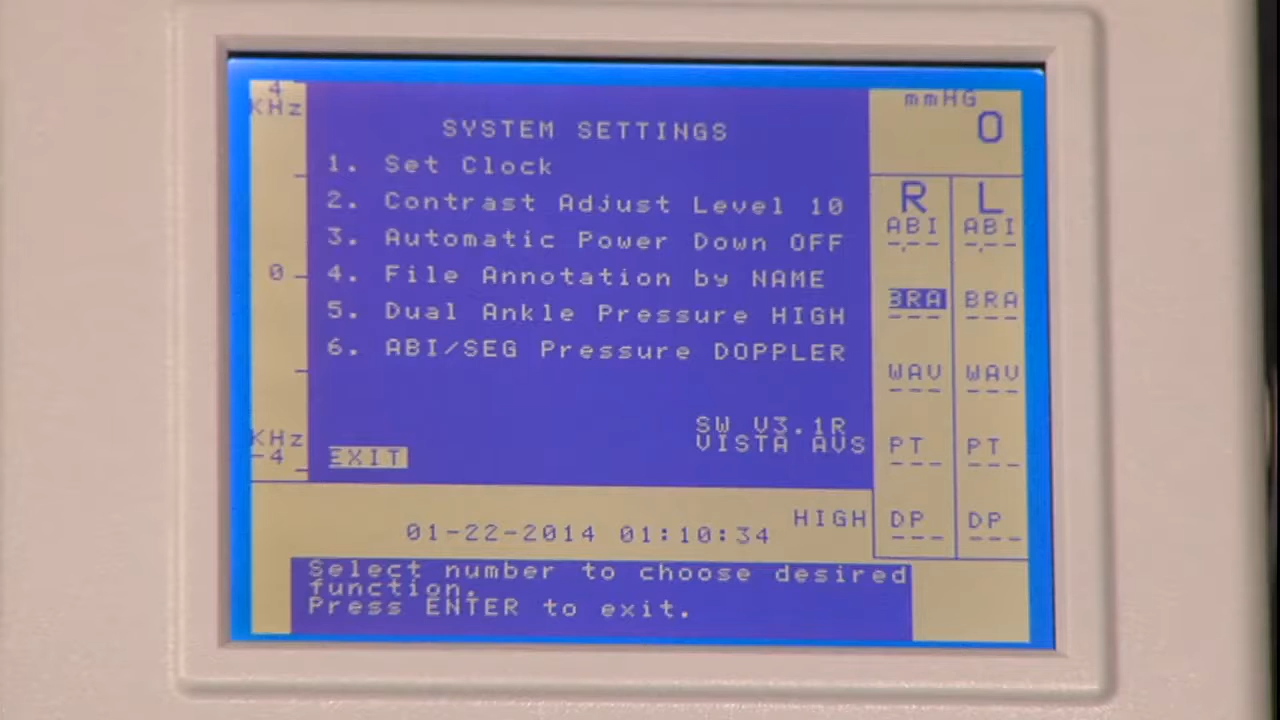 4
KHz
0
KHz
-4
SYSTEM SETTINGS
1. Set Clock
2. Contrast Adjust Level 10
3. Automatic Power Down OFF
4. File Annotation by NAME
5. Dual Ankle Pressure HIGH
6. ABI/SEG Pressure DOPPLER
SW V3.1R
VISTA AVS
EXIT
mmHG
0
R L
ABI ABI
-.-- -.--
BRA BRA
--- ---
WAV WAV
--- ---
PT PT
--- ---
DP DP
--- ---
HIGH
01-22-2014 01:10:34
Select number to choose desired
function.
Press ENTER to exit.